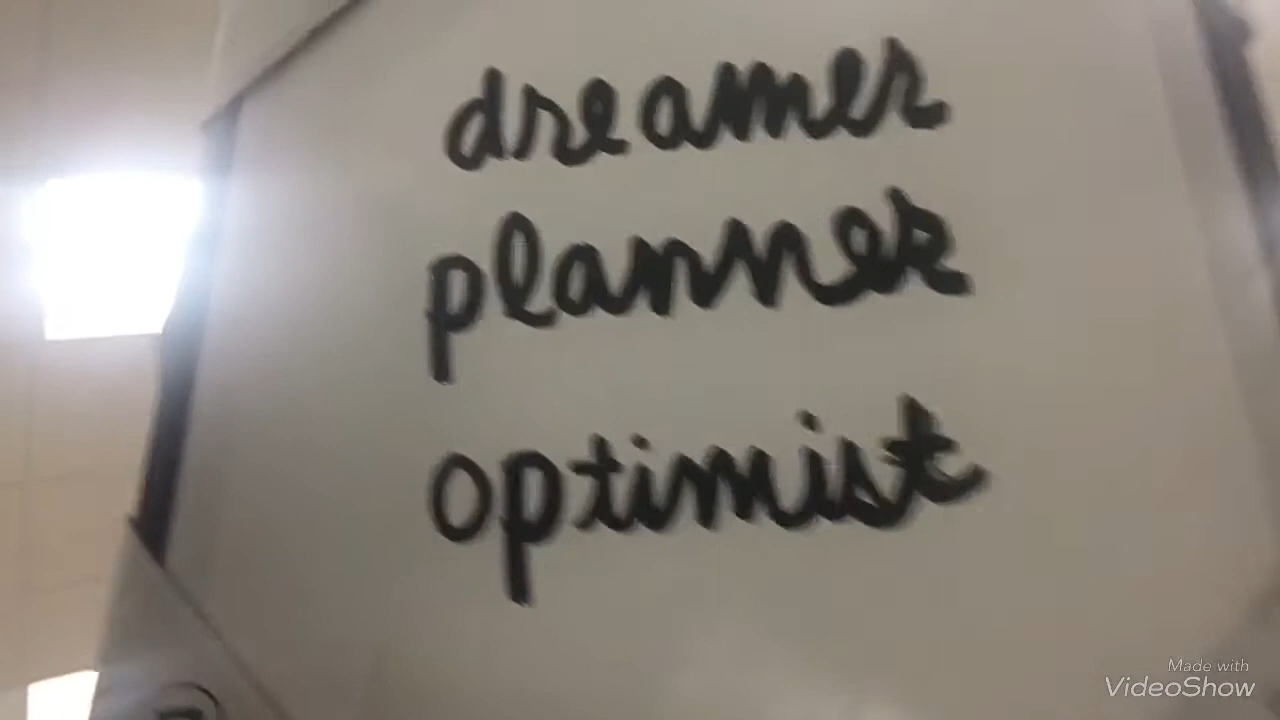 dreamer
planner
optimist
Made with
VideoShow